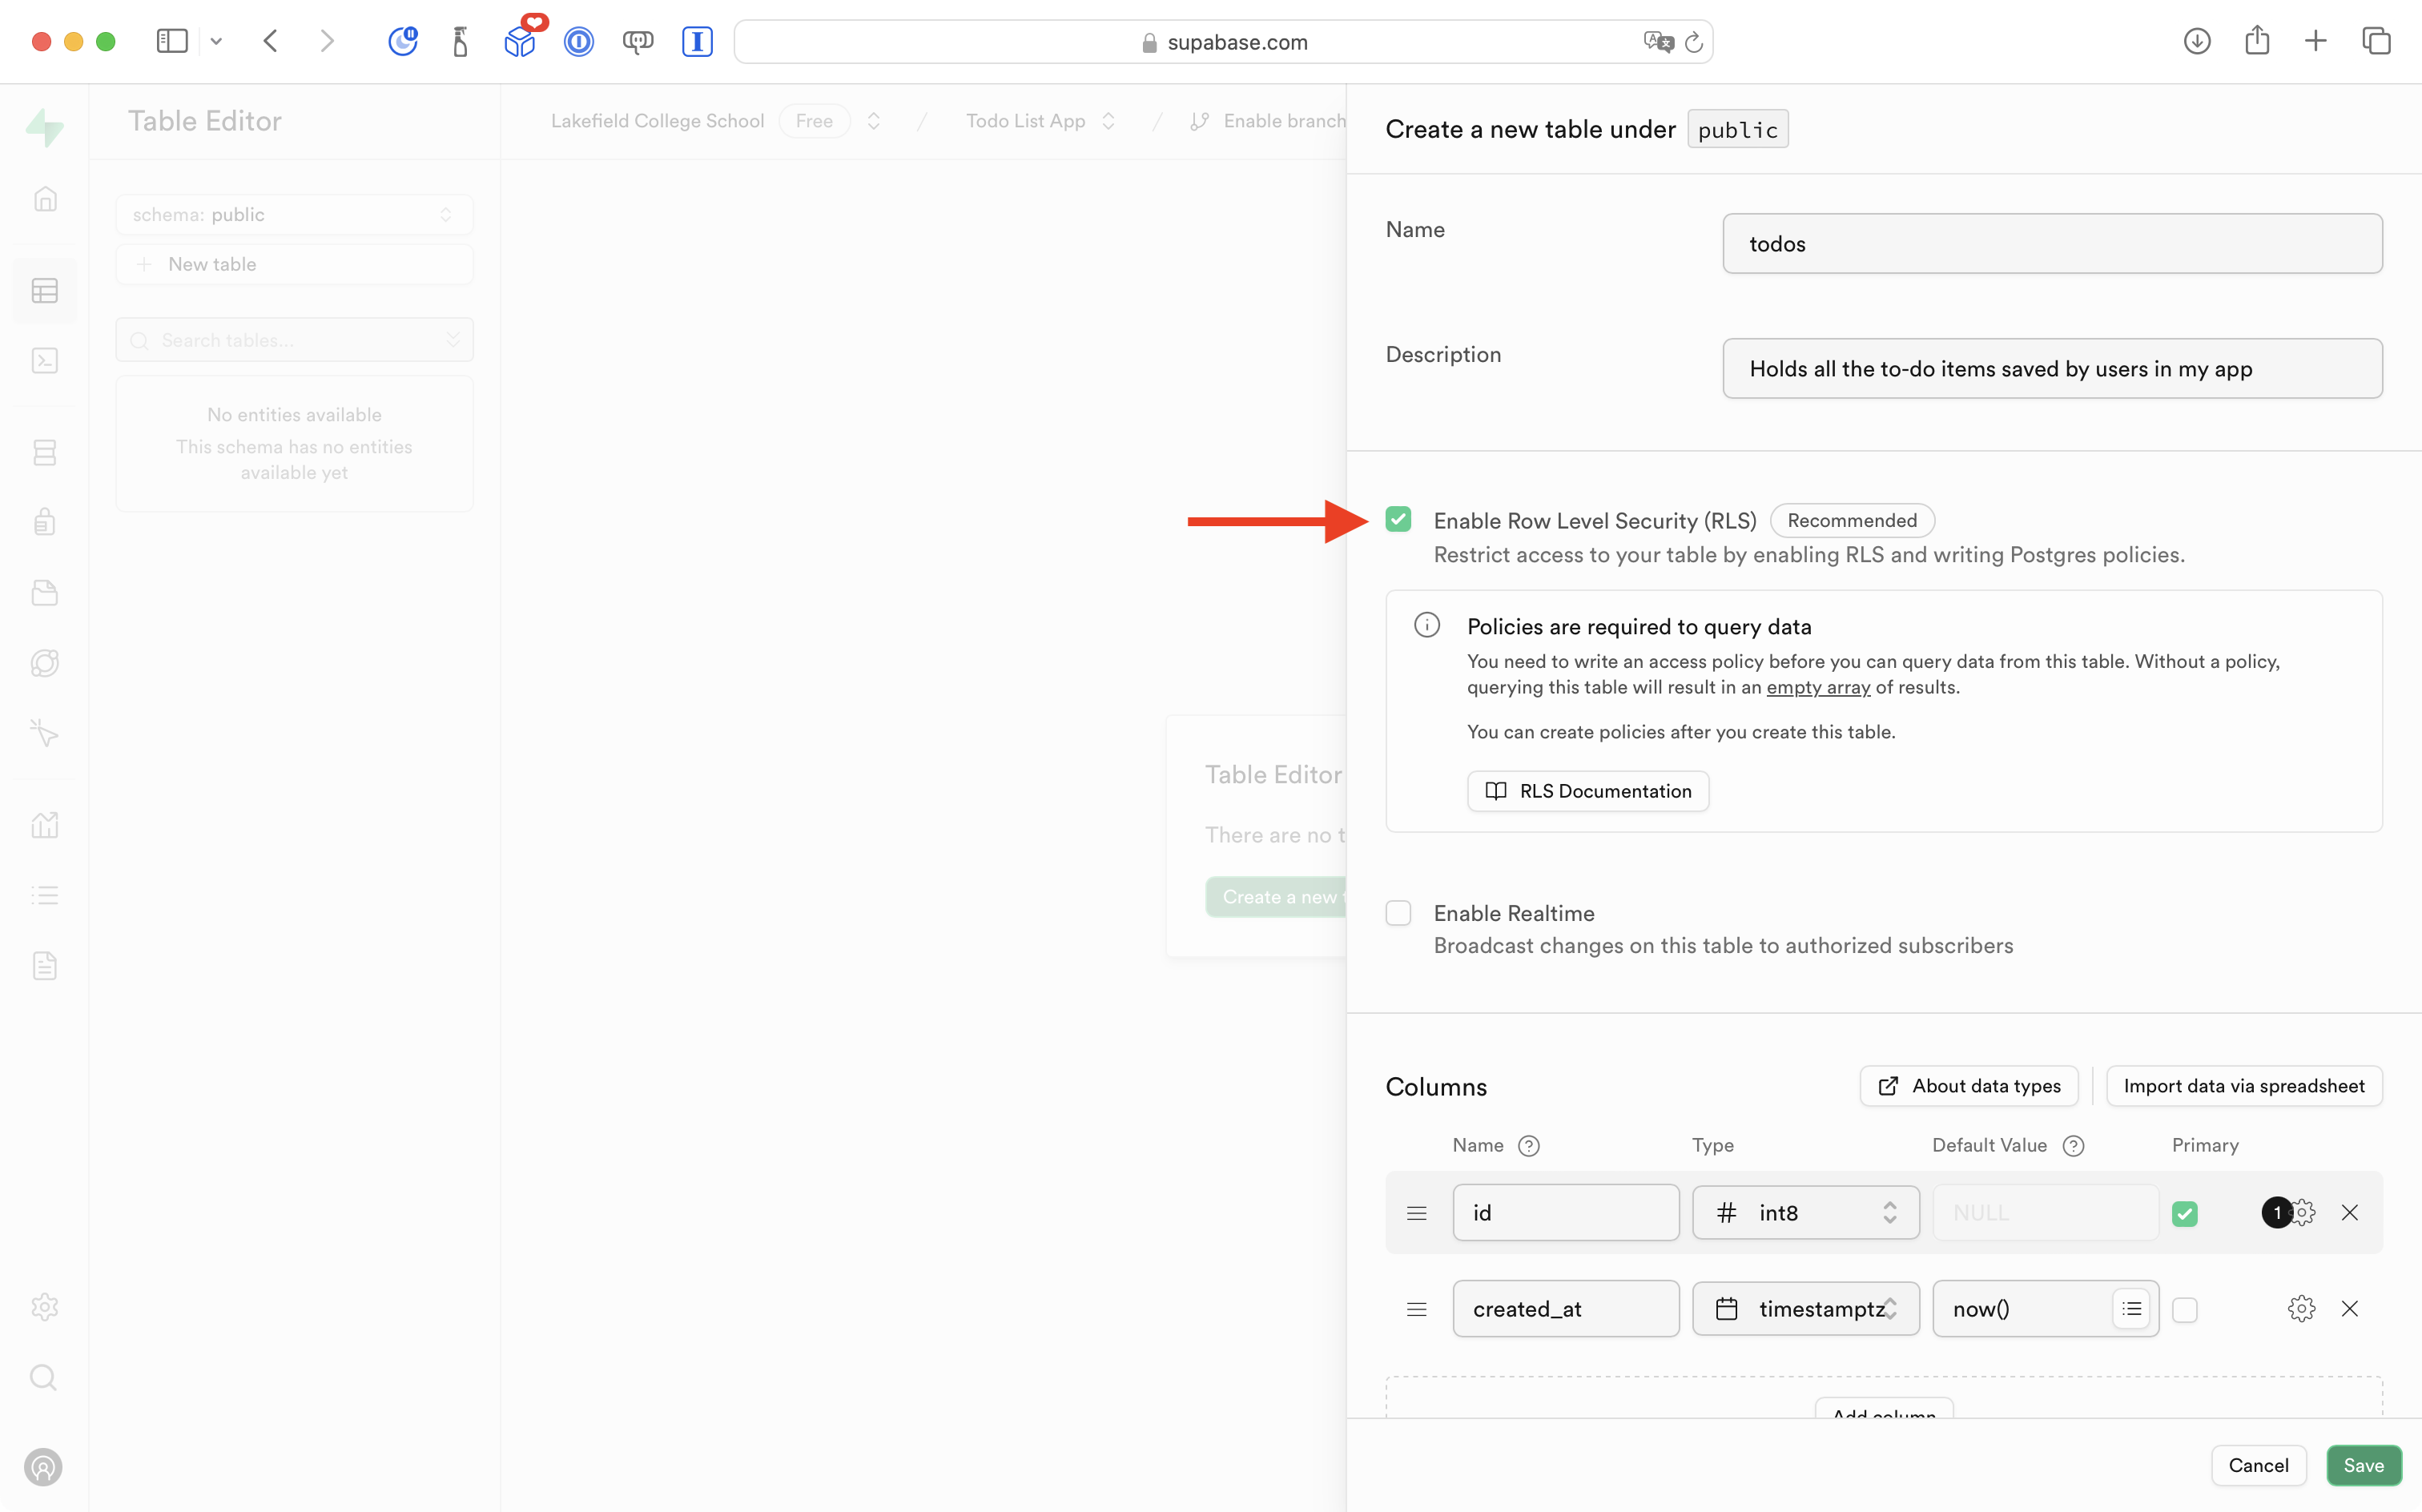 supabase.com
Table Editor
Lakefield College School Free / Todo List App / Enable branch
Create a new table under public
schema: public
New table
Search tables...
No entities available
This schema has no entities
available yet
Table Editor
There are no t
Create a new t
Name
todos
Description
Holds all the to-do items saved by users in my app
Enable Row Level Security (RLS) Recommended
Restrict access to your table by enabling RLS and writing Postgres policies.
Policies are required to query data
You need to write an access policy before you can query data from this table. Without a policy,
querying this table will result in an empty array of results.
You can create policies after you create this table.
RLS Documentation
Enable Realtime
Broadcast changes on this table to authorized subscribers
Columns
About data types
Import data via spreadsheet
Name Type Default Value Primary
id int8 NULL 1
created_at timestamptz now()
Add column
Cancel Save